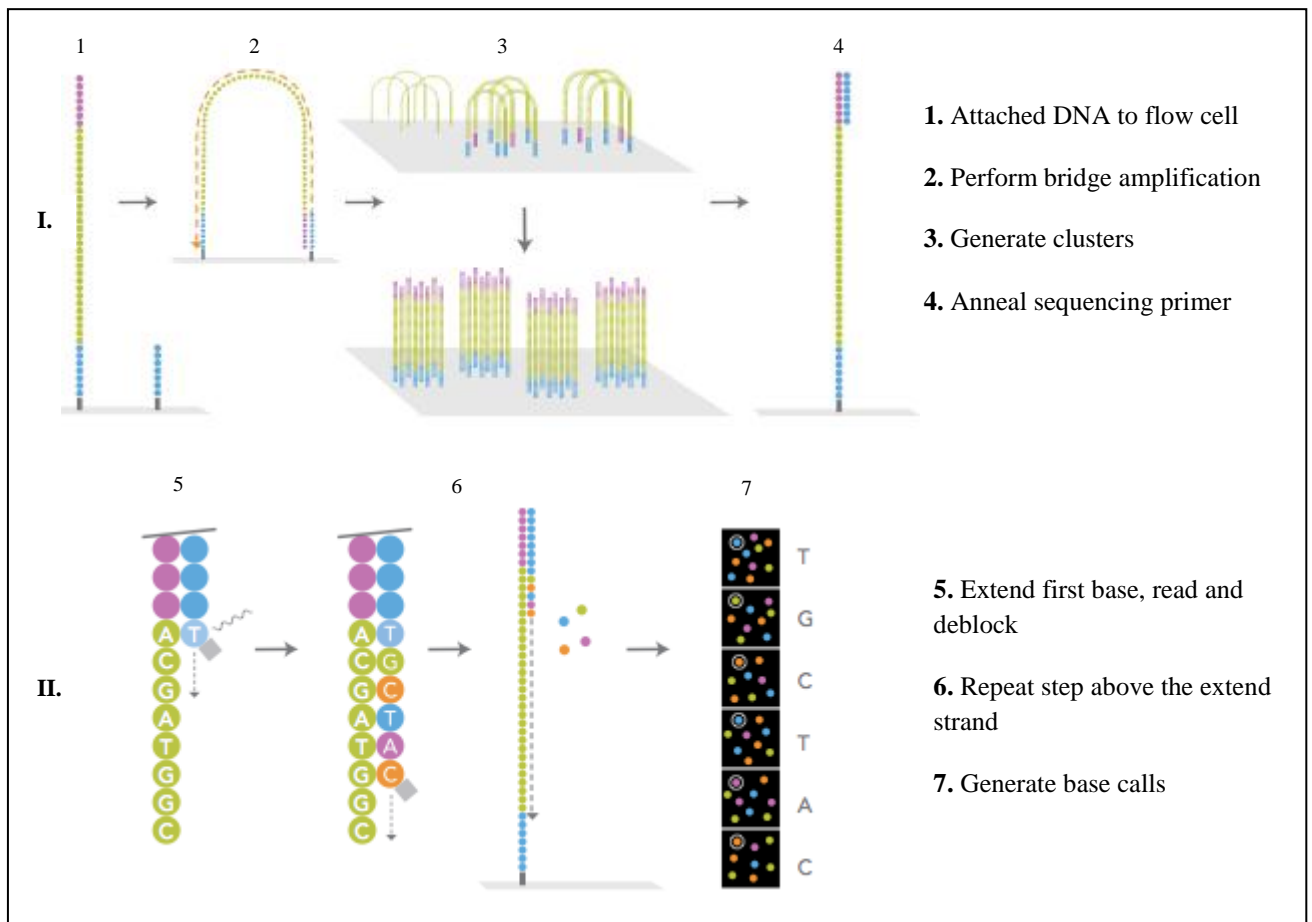 1
2
3
4
I.
1. Attached DNA to flow cell
2. Perform bridge amplification
3. Generate clusters
4. Anneal sequencing primer
5
6
7
II.
A T
C
G
A
T
G
G
C
A T
C G
G C
A T
T A
G C
G
C
T
G
C
T
A
C
5. Extend first base, read and
deblock
6. Repeat step above the extend
strand
7. Generate base calls